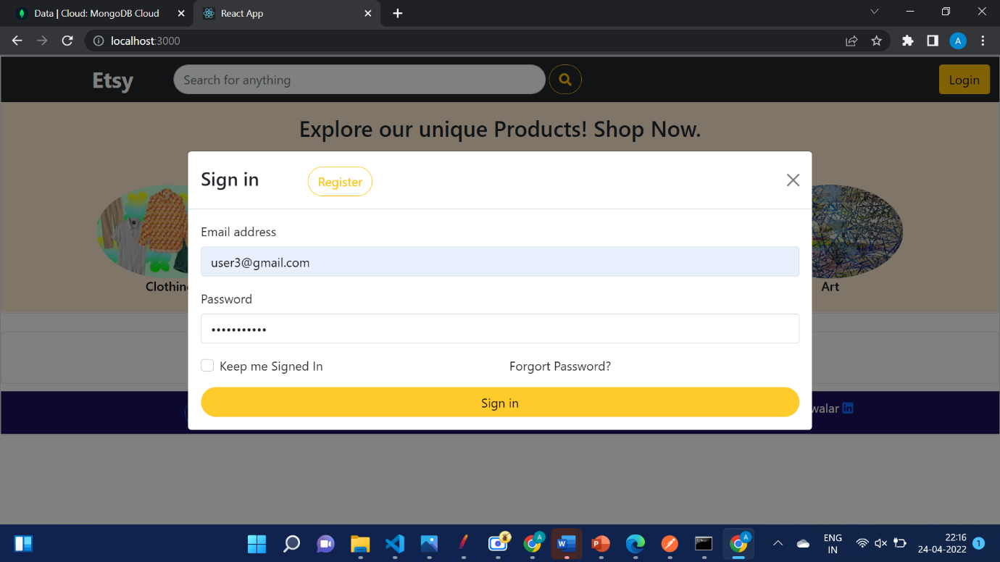 Data | Cloud: MongoDB Cloud
React App
localhost:3000
A
Etsy
Search for anything
Login
Explore our unique Products! Shop Now.
Sign in
Register
Email address
user3@gmail.com
Password
•••••••••••
Keep me Signed In
Forgort Password?
Sign in
Art
ENG
IN
22:16
24-04-2022
1